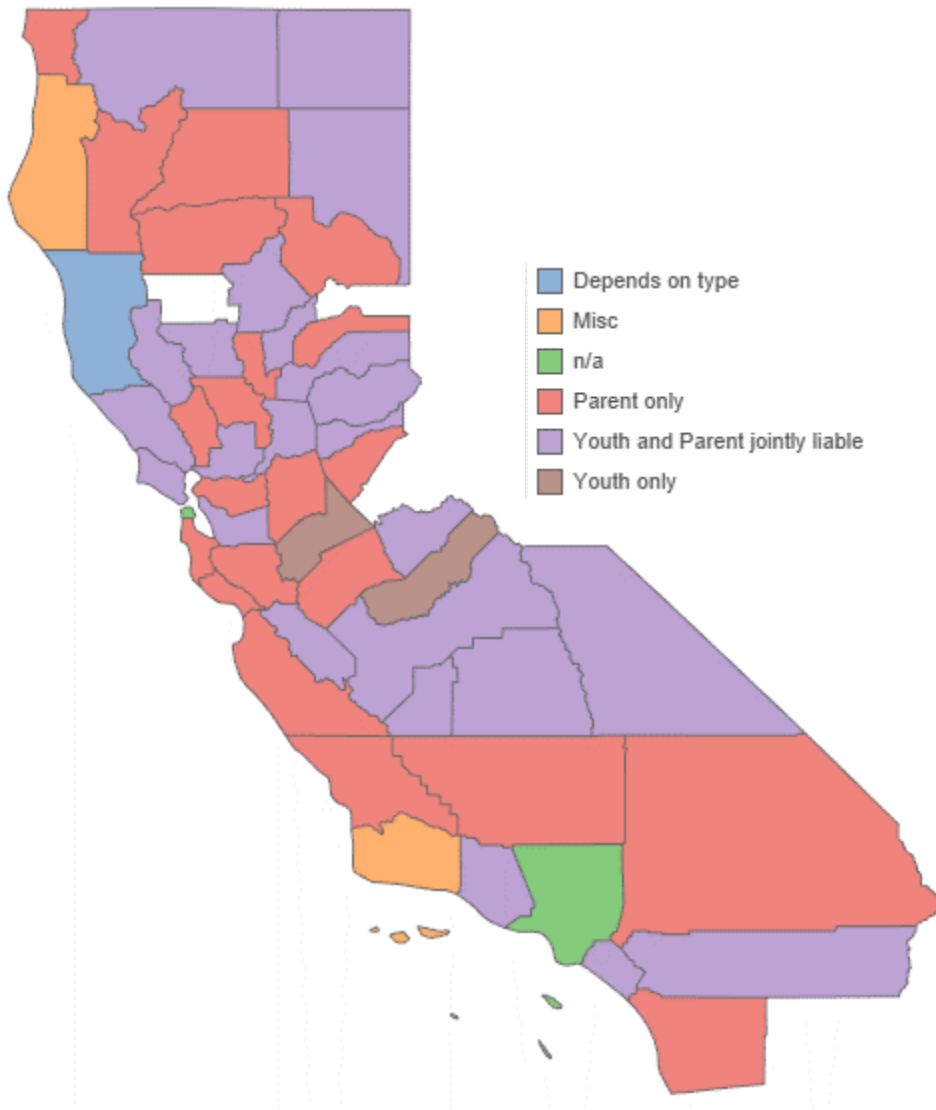 Depends on type
Misc
n/a
Parent only
Youth and Parent jointly liable
Youth only